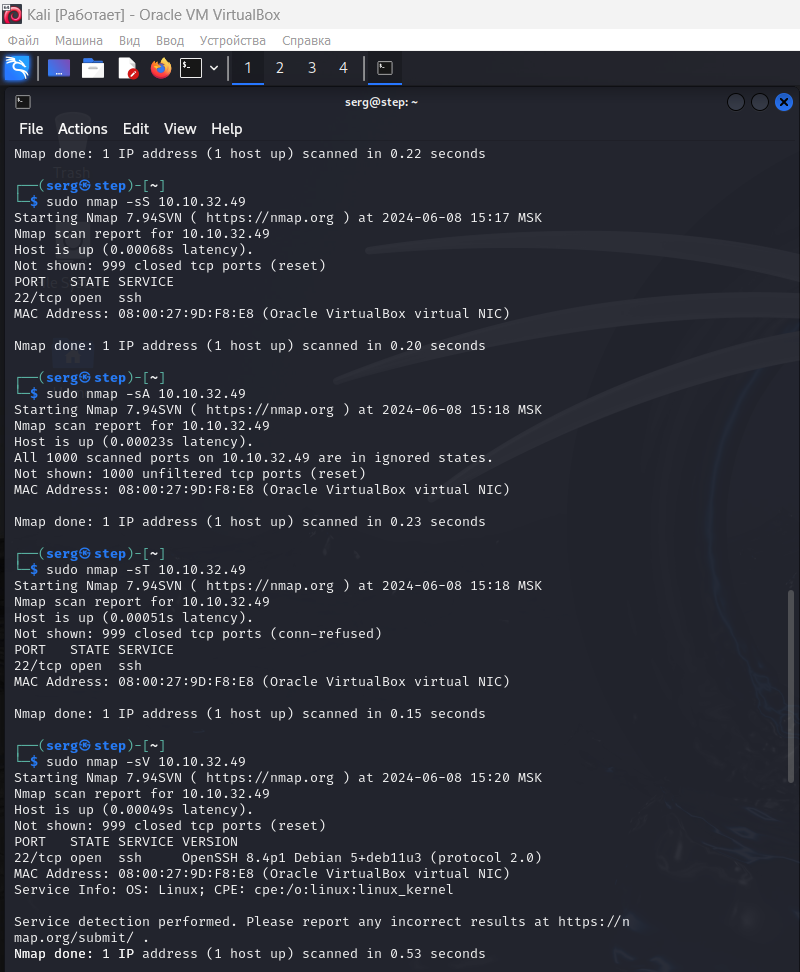 Kali [Работает] - Oracle VM VirtualBox
Файл Машина Вид Ввод Устройства Справка
1 2 3 4
serg@step: ~
File Actions Edit View Help
Nmap done: 1 IP address (1 host up) scanned in 0.22 seconds
Trash
┌──(serg㉿step)-[~]
└─$ sudo nmap -sS 10.10.32.49
Starting Nmap 7.94SVN ( https://nmap.org ) at 2024-06-08 15:17 MSK
Nmap scan report for 10.10.32.49
Host is up (0.00068s latency).
Not shown: 999 closed tcp ports (reset)
PORT   STATE SERVICE
22/tcp open  ssh
MAC Address: 08:00:27:9D:F8:E8 (Oracle VirtualBox virtual NIC)
Nmap done: 1 IP address (1 host up) scanned in 0.20 seconds
┌──(serg㉿step)-[~]
└─$ sudo nmap -sA 10.10.32.49
Starting Nmap 7.94SVN ( https://nmap.org ) at 2024-06-08 15:18 MSK
Nmap scan report for 10.10.32.49
Host is up (0.00023s latency).
All 1000 scanned ports on 10.10.32.49 are in ignored states.
Not shown: 1000 unfiltered tcp ports (reset)
MAC Address: 08:00:27:9D:F8:E8 (Oracle VirtualBox virtual NIC)
Nmap done: 1 IP address (1 host up) scanned in 0.23 seconds
┌──(serg㉿step)-[~]
└─$ sudo nmap -sT 10.10.32.49
Starting Nmap 7.94SVN ( https://nmap.org ) at 2024-06-08 15:18 MSK
Nmap scan report for 10.10.32.49
Host is up (0.00051s latency).
Not shown: 999 closed tcp ports (conn-refused)
PORT   STATE SERVICE
22/tcp open  ssh
MAC Address: 08:00:27:9D:F8:E8 (Oracle VirtualBox virtual NIC)
Nmap done: 1 IP address (1 host up) scanned in 0.15 seconds
┌──(serg㉿step)-[~]
└─$ sudo nmap -sV 10.10.32.49
Starting Nmap 7.94SVN ( https://nmap.org ) at 2024-06-08 15:20 MSK
Nmap scan report for 10.10.32.49
Host is up (0.00049s latency).
Not shown: 999 closed tcp ports (reset)
PORT   STATE SERVICE VERSION
22/tcp open  ssh     OpenSSH 8.4p1 Debian 5+deb11u3 (protocol 2.0)
MAC Address: 08:00:27:9D:F8:E8 (Oracle VirtualBox virtual NIC)
Service Info: OS: Linux; CPE: cpe:/o:linux:linux_kernel
Service detection performed. Please report any incorrect results at https://n
map.org/submit/ .
Nmap done: 1 IP address (1 host up) scanned in 0.53 seconds